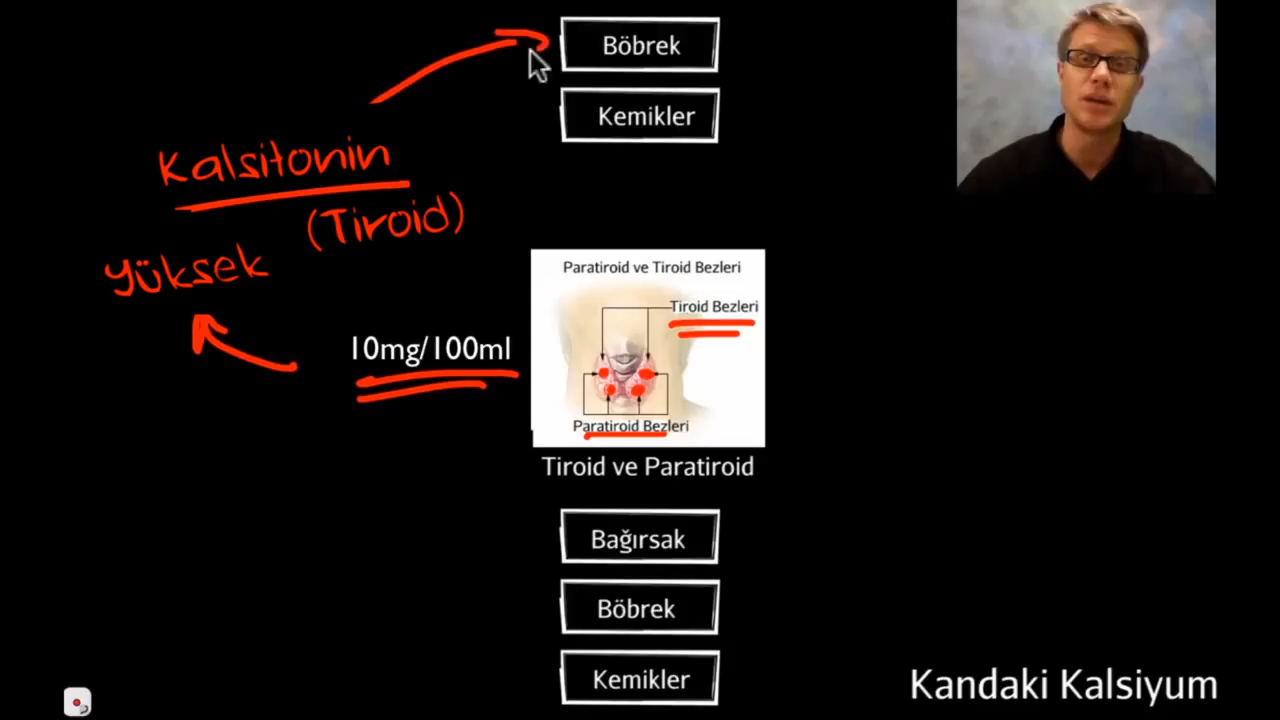 Böbrek
Kemikler
Kalsitonin
(Tiroid)
Yüksek
10mg/100ml
Paratiroid ve Tiroid Bezleri
Tiroid Bezleri
Paratiroid Bezleri
Tiroid ve Paratiroid
Bağırsak
Böbrek
Kemikler
Kandaki Kalsiyum